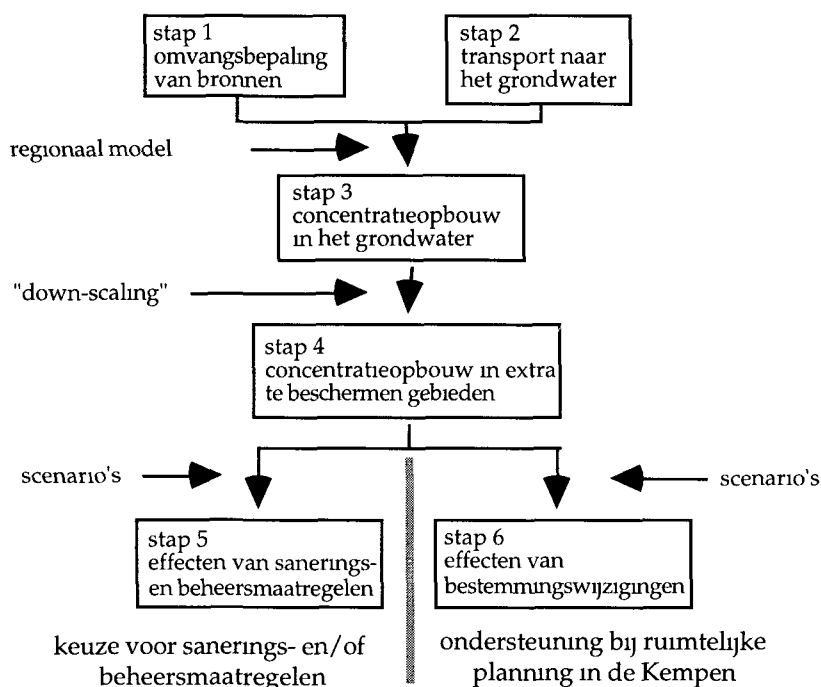 stap 1
omvangsbepaling
van bronnen
stap 2
transport naar
het grondwater
regionaal model
stap 3
concentratieopbouw
in het grondwater
"down-scaling"
stap 4
concentratieopbouw in extra
te beschermen gebieden
scenario's
scenario's
stap 5
effecten van sanerings-
en beheersmaatregelen
stap 6
effecten van
bestemmingswijzigingen
keuze voor sanerings- en/of
beheersmaatregelen
ondersteuning bij ruimtelijke
planning in de Kempen